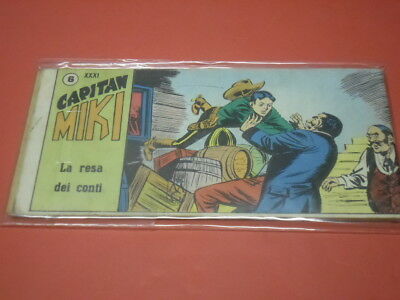 6
XXXI
CAPITAN
MIKI
La resa
dei conti